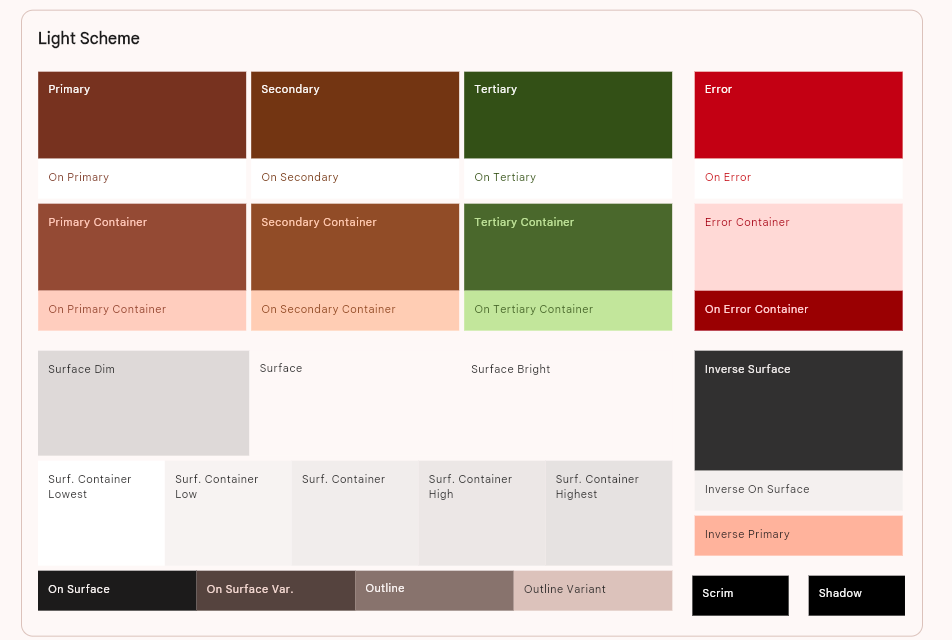 Light Scheme
Primary
Secondary
Tertiary
Error
On Primary
On Secondary
On Tertiary
On Error
Primary Container
Secondary Container
Tertiary Container
Error Container
On Primary Container
On Secondary Container
On Tertiary Container
On Error Container
Surface Dim
Surface
Surface Bright
Inverse Surface
Surf. Container
Lowest
Surf. Container
Low
Surf. Container
Surf. Container
High
Surf. Container
Highest
Inverse On Surface
Inverse Primary
On Surface
On Surface Var.
Outline
Outline Variant
Scrim
Shadow